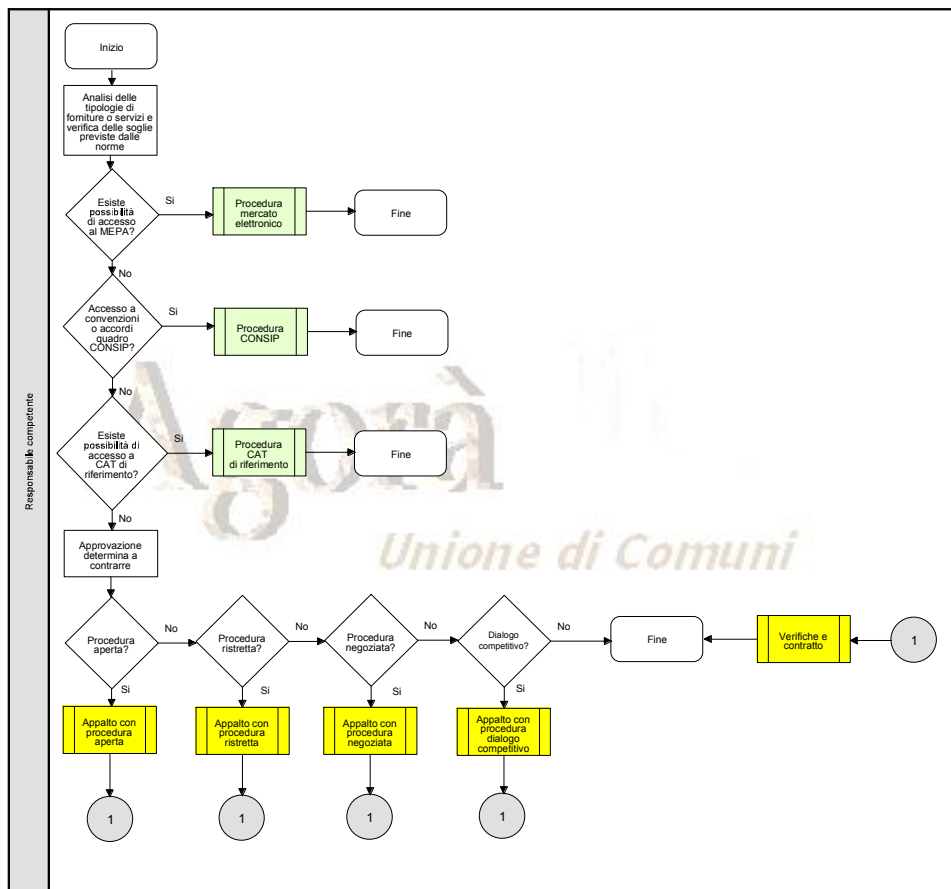 Responsabile competente
Inizio
Analisi delle
tipologie di
forniture o servizi e
verifica delle soglie
previste dalle
norme
Esiste
possibilità
di accesso
al MEPA?
Si
Procedura
mercato
elettronico
Fine
No
Accesso a
convenzioni
o accordi
quadro
CONSIP?
Si
Procedura
CONSIP
Fine
No
Esiste
possibilità di
accesso a
CAT di
riferimento?
Si
Procedura
CAT
di riferimento
Fine
No
Agorà
Unione di Comuni
Approvazione
determina a
contrarre
Procedura
aperta?
No
Procedura
ristretta?
No
Procedura
negoziata?
No
Dialogo
competitivo?
No
Fine
Verifiche e
contratto
1
Si
Si
Si
Si
Appalto con
procedura
aperta
Appalto con
procedura
ristretta
Appalto con
procedura
negoziata
Appalto con
procedura
dialogo
competitivo
1
1
1
1